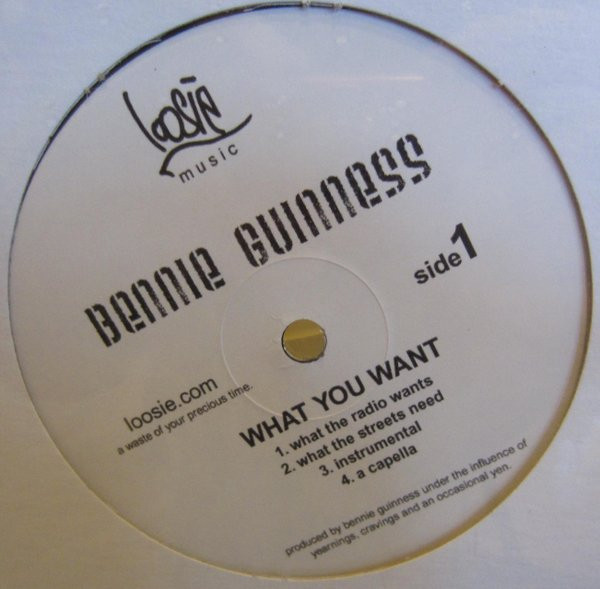 loosie
music
BENNIE GUINNESS
side 1
loosie.com
a waste of your precious time.
WHAT YOU WANT
1. what the radio wants
2. what the streets need
3. instrumental
4. a capella
produced by bennie guinness under the influence of
yearnings, cravings and an occasional yen.